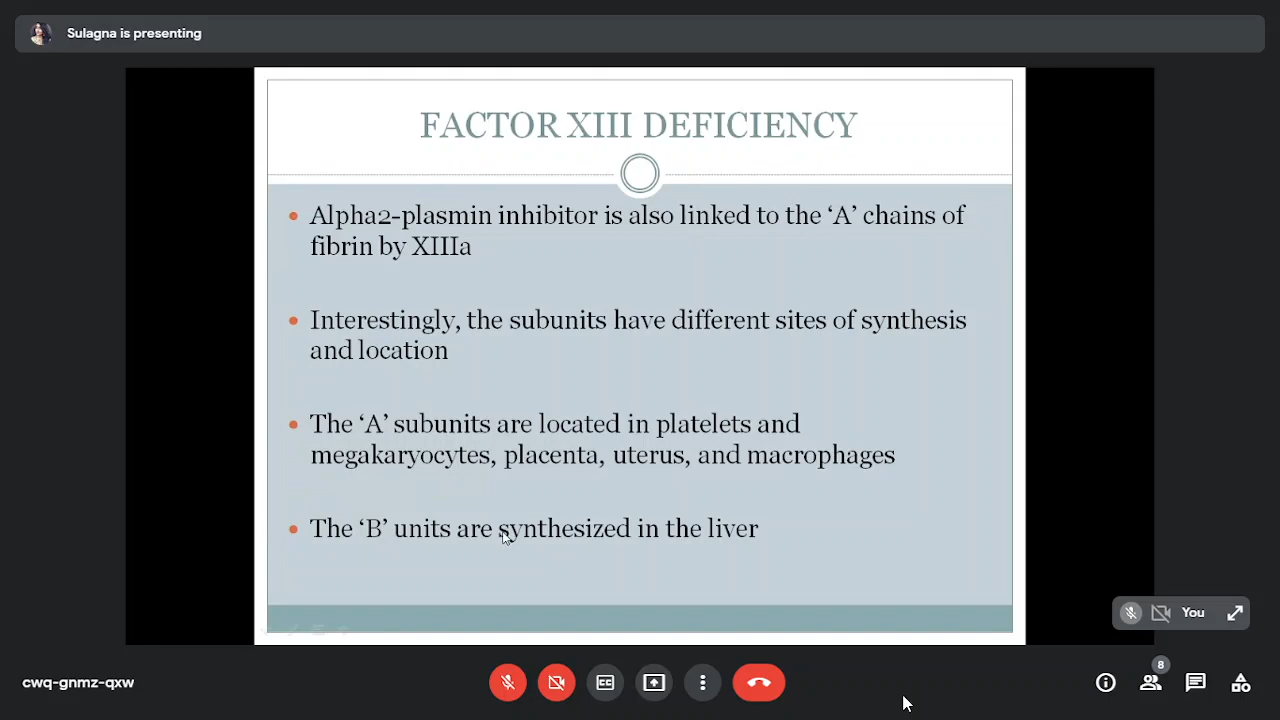 Sulagna is presenting
FACTOR XIII DEFICIENCY
• Alpha2-plasmin inhibitor is also linked to the ‘A’ chains of
fibrin by XIIIa
• Interestingly, the subunits have different sites of synthesis
and location
• The ‘A’ subunits are located in platelets and
megakaryocytes, placenta, uterus, and macrophages
• The ‘B’ units are synthesized in the liver
You
cwq-gnmz-qxw
CC
8